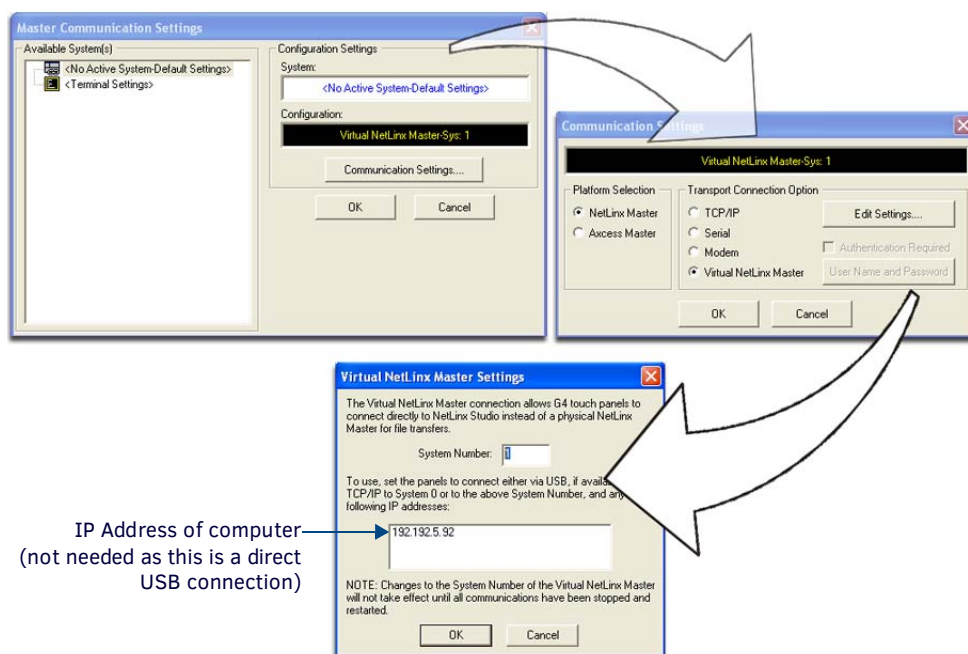 Master Communication Settings
Available System(s)
<No Active System-Default Settings>
<Terminal Settings>
Configuration Settings
System:
<No Active System-Default Settings>
Configuration:
Virtual NetLinx Master-Sys: 1
Communication Settings....
OK
Cancel
Communication Settings
Virtual NetLinx Master-Sys: 1
Platform Selection
NetLinx Master
Axcess Master
Transport Connection Option
TCP/IP
Serial
Modem
Virtual NetLinx Master
Edit Settings....
Authentication Required
User Name and Password
OK
Cancel
Virtual NetLinx Master Settings
The Virtual NetLinx Master connection allows G4 touch panels to
connect directly to NetLinx Studio instead of a physical NetLinx
Master for file transfers.
System Number: 1
To use, set the panels to connect either via USB, if
TCP/IP to System 0 or to the above System Number, and
following IP addresses:
192.192.5.92
NOTE: Changes to the System Number of the Virtual NetLinx Master
will not take effect until all communications have been stopped and
restarted.
OK
Cancel
IP Address of computer
(not needed as this is a direct
USB connection)